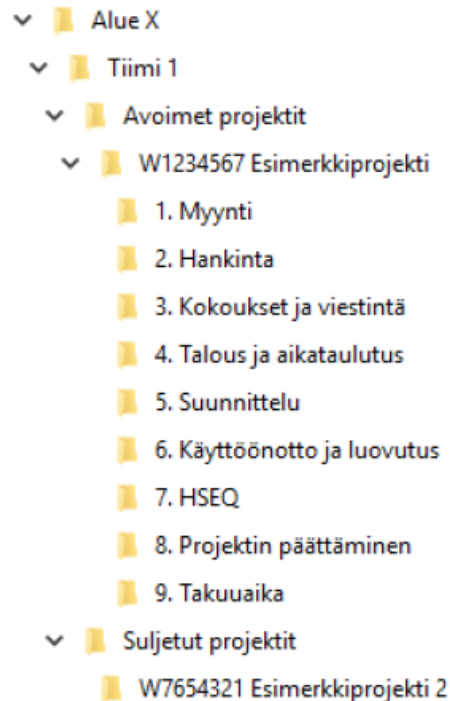 Alue X
Tiimi 1
Avoimet projektit
W1234567 Esimerkkiprojekti
1. Myynti
2. Hankinta
3. Kokoukset ja viestintä
4. Talous ja aikataulutus
5. Suunnittelu
6. Käyttöönotto ja luovutus
7. HSEQ
8. Projektin päättäminen
9. Takuuaika
Suljetut projektit
W7654321 Esimerkkiprojekti 2